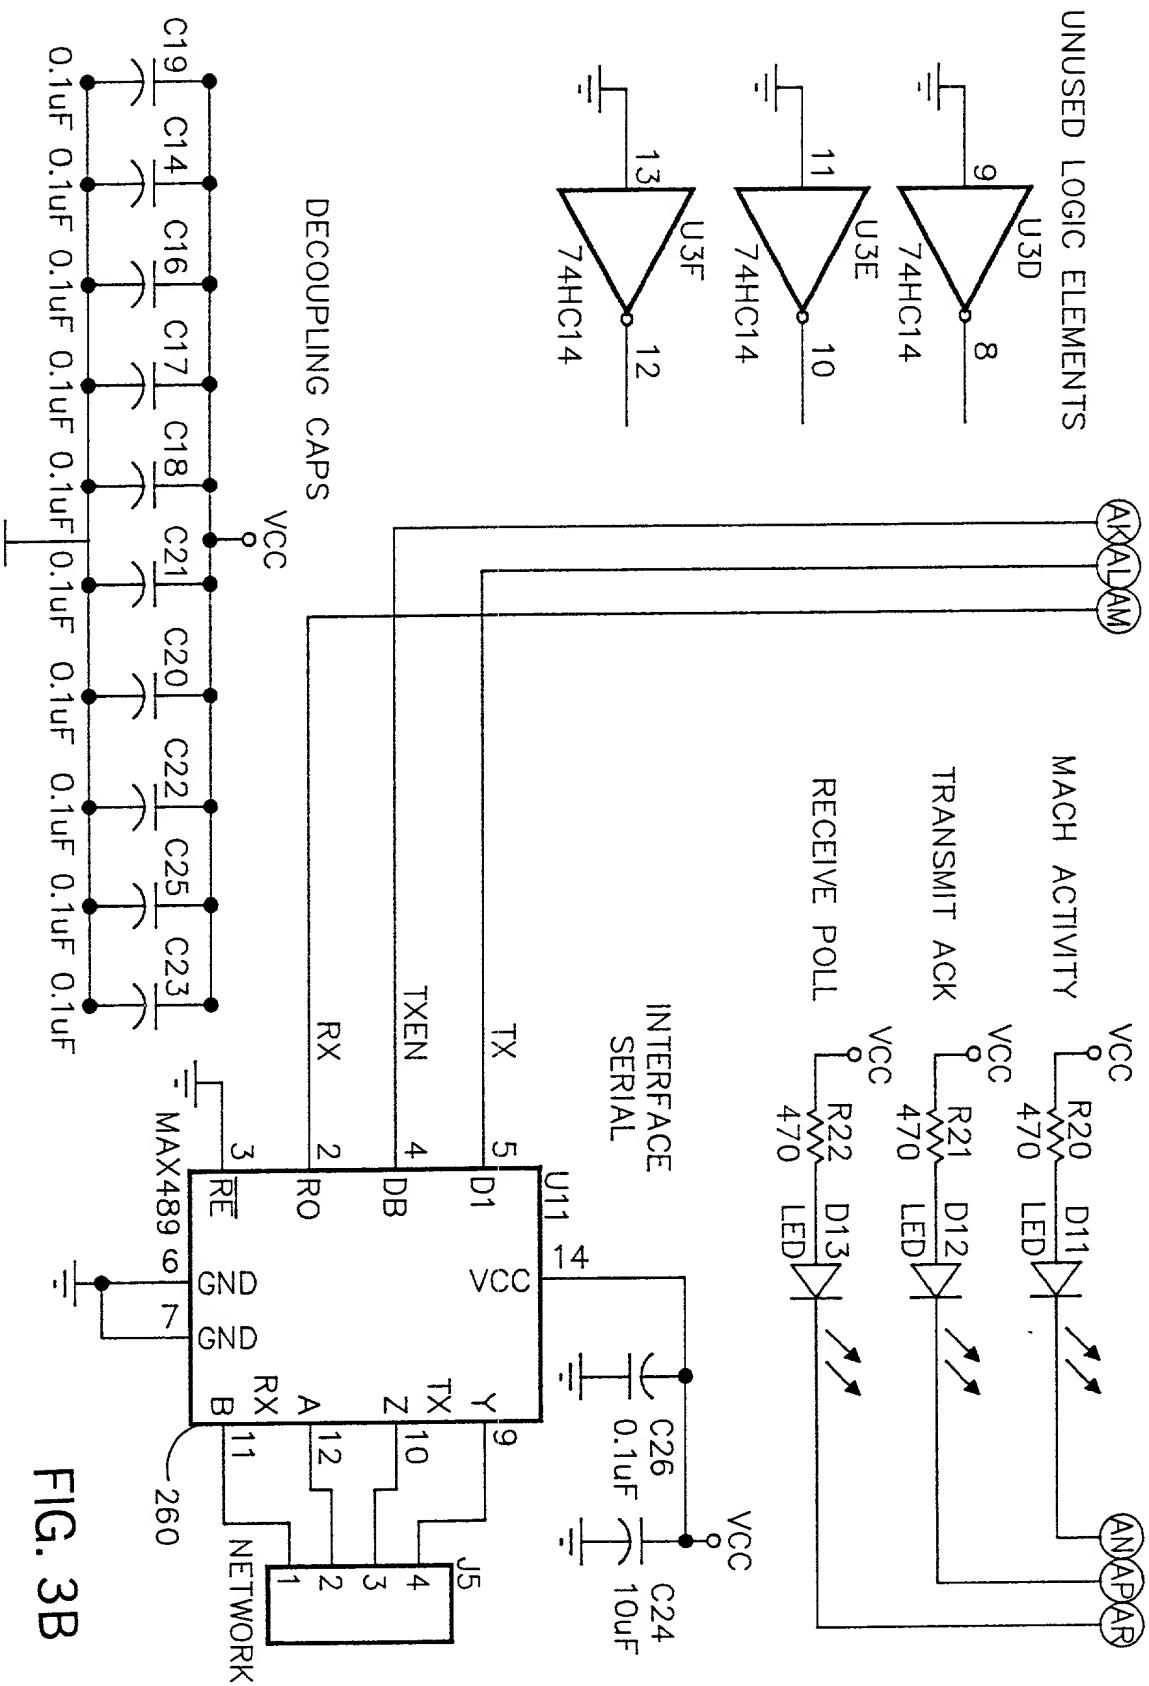 UNUSED LOGIC ELEMENTS
9
U3D
8
74HC14
11
U3E
10
74HC14
13
U3F
12
74HC14
AK
AL
AM
MACH ACTIVITY
VCC
R20
470
D11
LED
AN
TRANSMIT ACK
VCC
R21
470
D12
LED
AP
RECEIVE POLL
VCC
R22
470
D13
LED
AR
DECOUPLING CAPS
VCC
C19 C14 C16 C17 C18 C21 C20 C22 C25 C23
0.1uF 0.1uF 0.1uF 0.1uF 0.1uF 0.1uF 0.1uF 0.1uF 0.1uF 0.1uF
INTERFACE
SERIAL
TX
TXEN
RX
5
4
2
3
U11
D1
DB
RO
RE
MAX489
6
7
GND
GND
14
VCC
C26
0.1uF
VCC
C24
10uF
Y
TX
Z
A
RX
B
9
10
12
11
260
J5
4
3
2
1
NETWORK
FIG. 3B